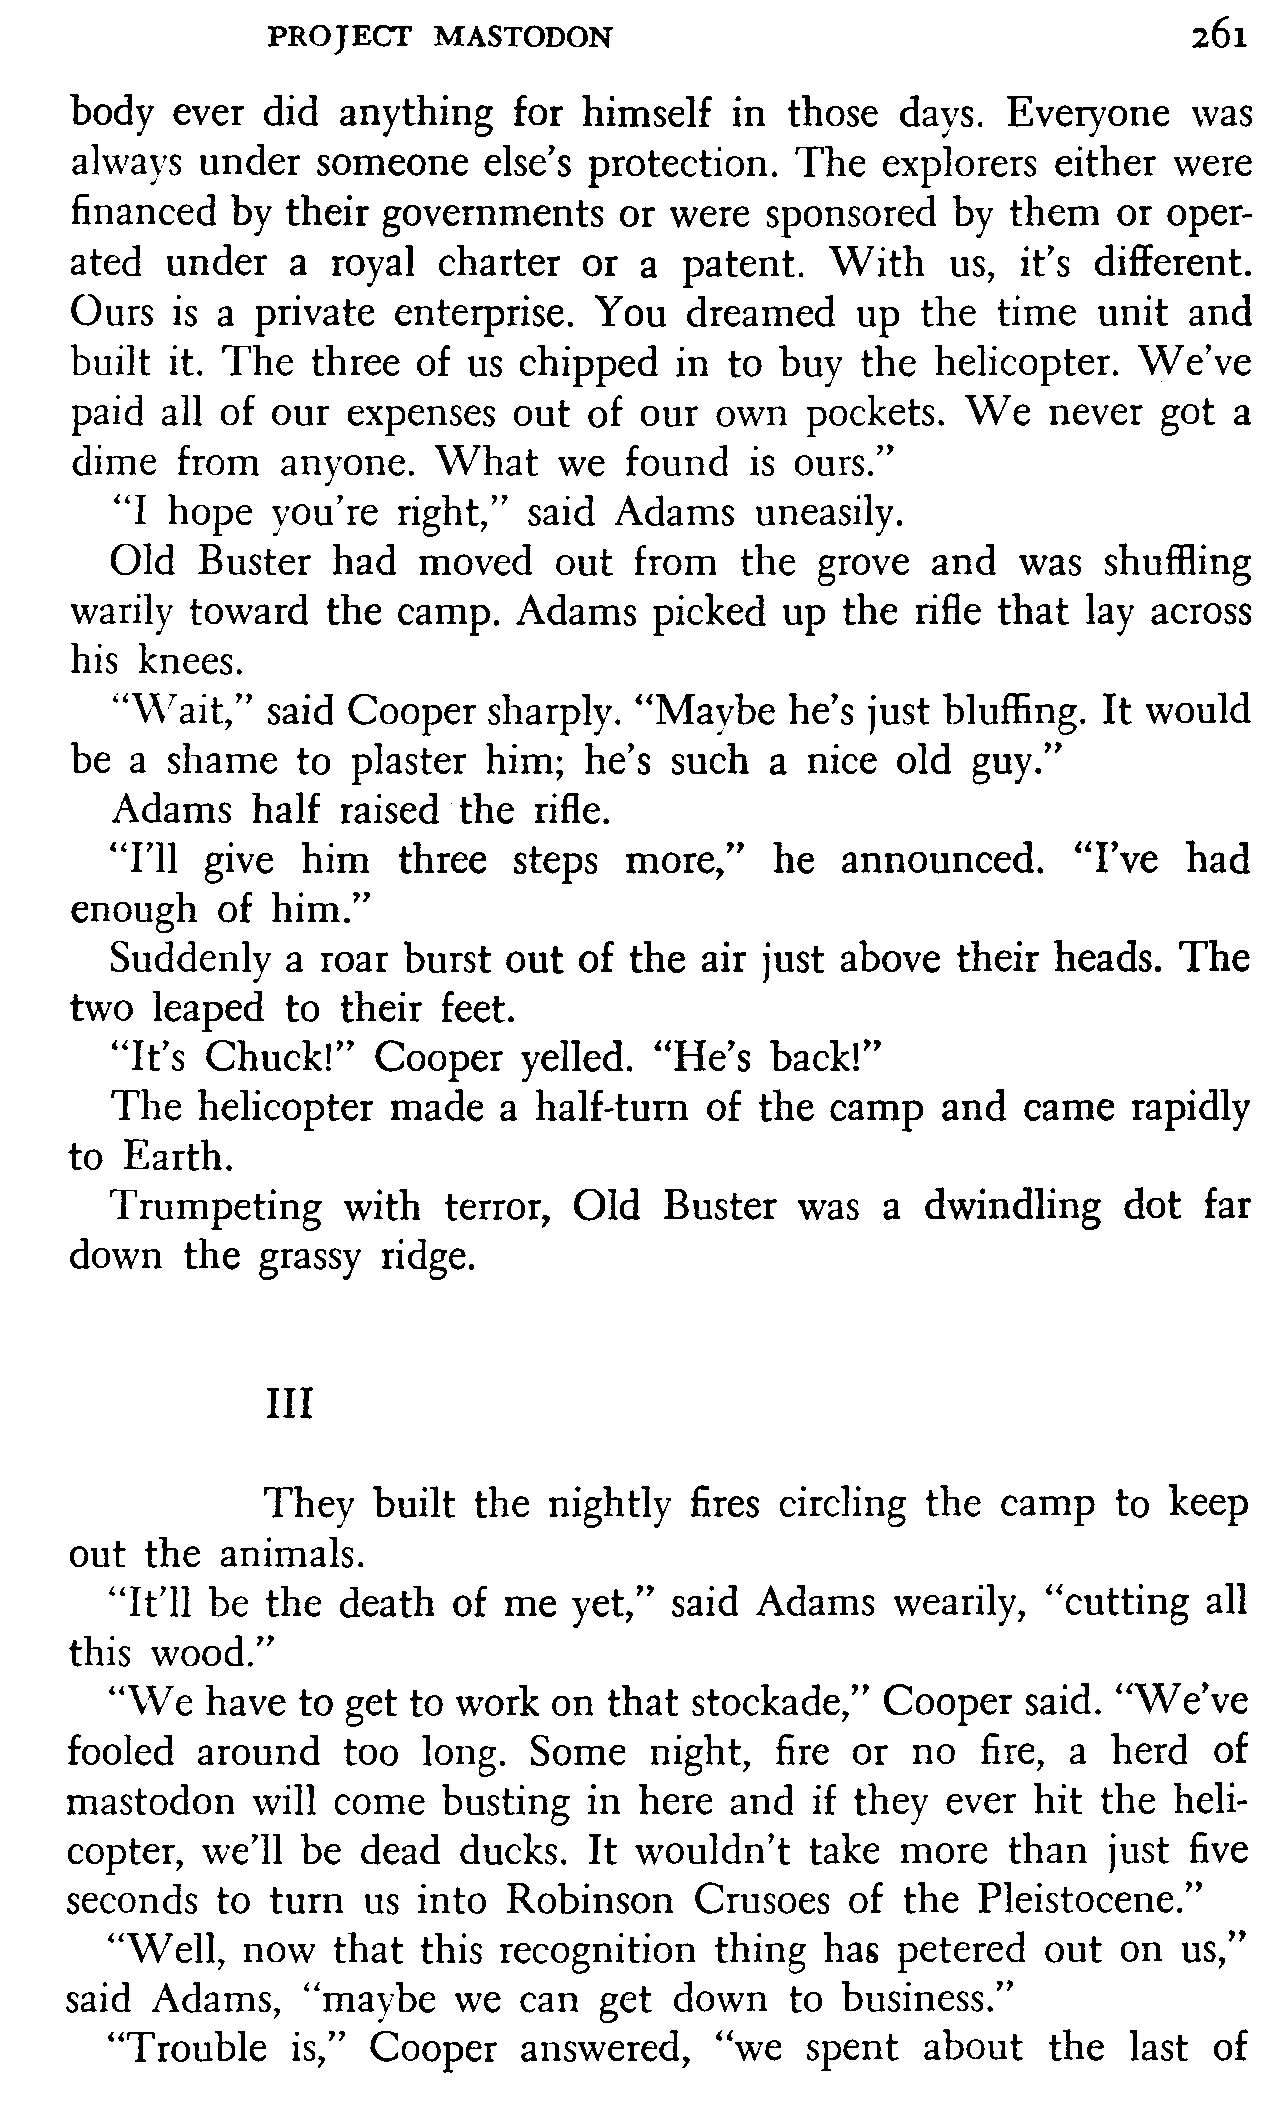 PROJECT MASTODON 261
body ever did anything for himself in those days. Everyone was
always under someone else's protection. The explorers either were
financed by their governments or were sponsored by them or oper-
ated under a royal charter or a patent. With us, it's different.
Ours is a private enterprise. You dreamed up the time unit and
built it. The three of us chipped in to buy the helicopter. We've
paid all of our expenses out of our own pockets. We never got a
dime from anyone. What we found is ours."
"I hope you're right," said Adams uneasily.
Old Buster had moved out from the grove and was shuffling
warily toward the camp. Adams picked up the rifle that lay across
his knees.
"Wait," said Cooper sharply. "Maybe he's just bluffing. It would
be a shame to plaster him; he's such a nice old guy."
Adams half raised the rifle.
"I'll give him three steps more," he announced. "I've had
enough of him."
Suddenly a roar burst out of the air just above their heads. The
two leaped to their feet.
"It's Chuck!" Cooper yelled. "He's back!"
The helicopter made a half-turn of the camp and came rapidly
to Earth.
Trumpeting with terror, Old Buster was a dwindling dot far
down the grassy ridge.
III
They built the nightly fires circling the camp to keep
out the animals.
"It'll be the death of me yet," said Adams wearily, "cutting all
this wood."
"We have to get to work on that stockade," Cooper said. "We've
fooled around too long. Some night, fire or no fire, a herd of
mastodon will come busting in here and if they ever hit the heli-
copter, we'll be dead ducks. It wouldn't take more than just five
seconds to turn us into Robinson Crusoes of the Pleistocene."
"Well, now that this recognition thing has petered out on us,"
said Adams, "maybe we can get down to business."
"Trouble is," Cooper answered, "we spent about the last of